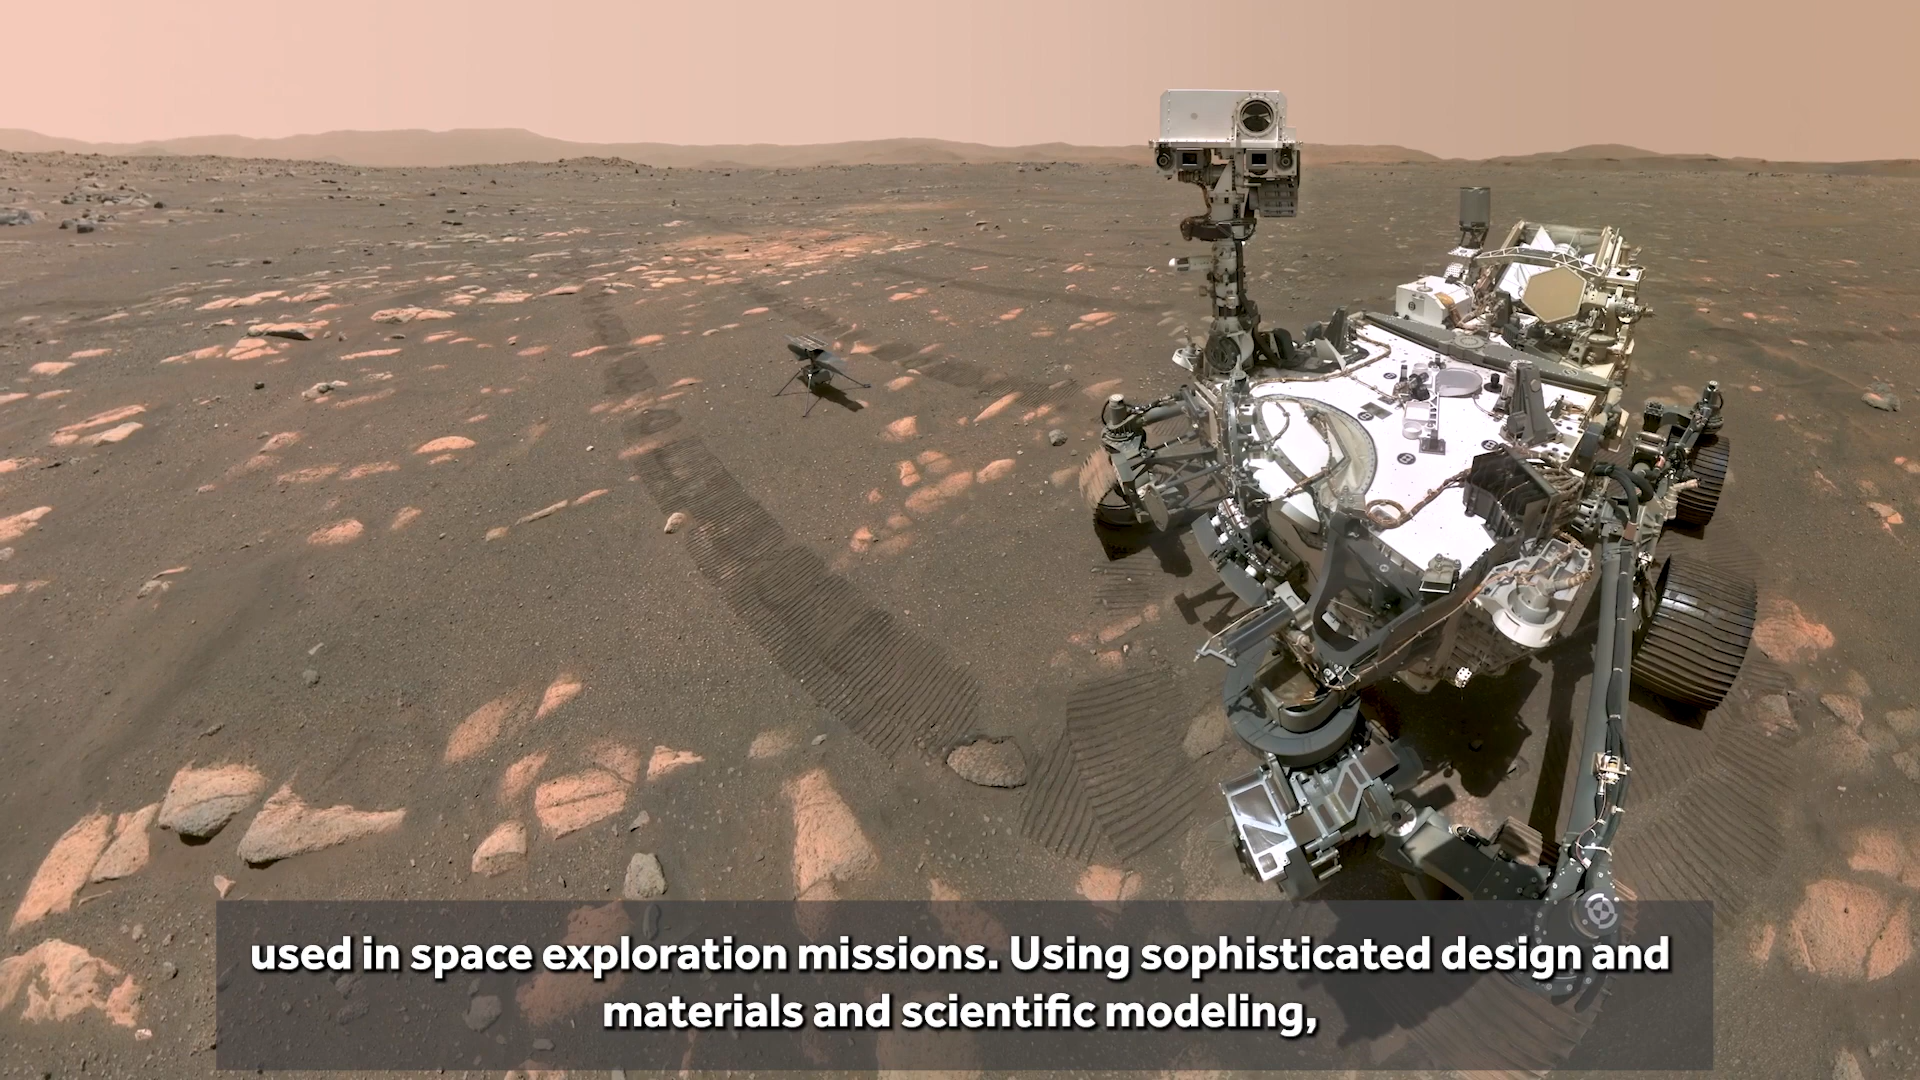 used in space exploration missions. Using sophisticated design and
materials and scientific modeling,